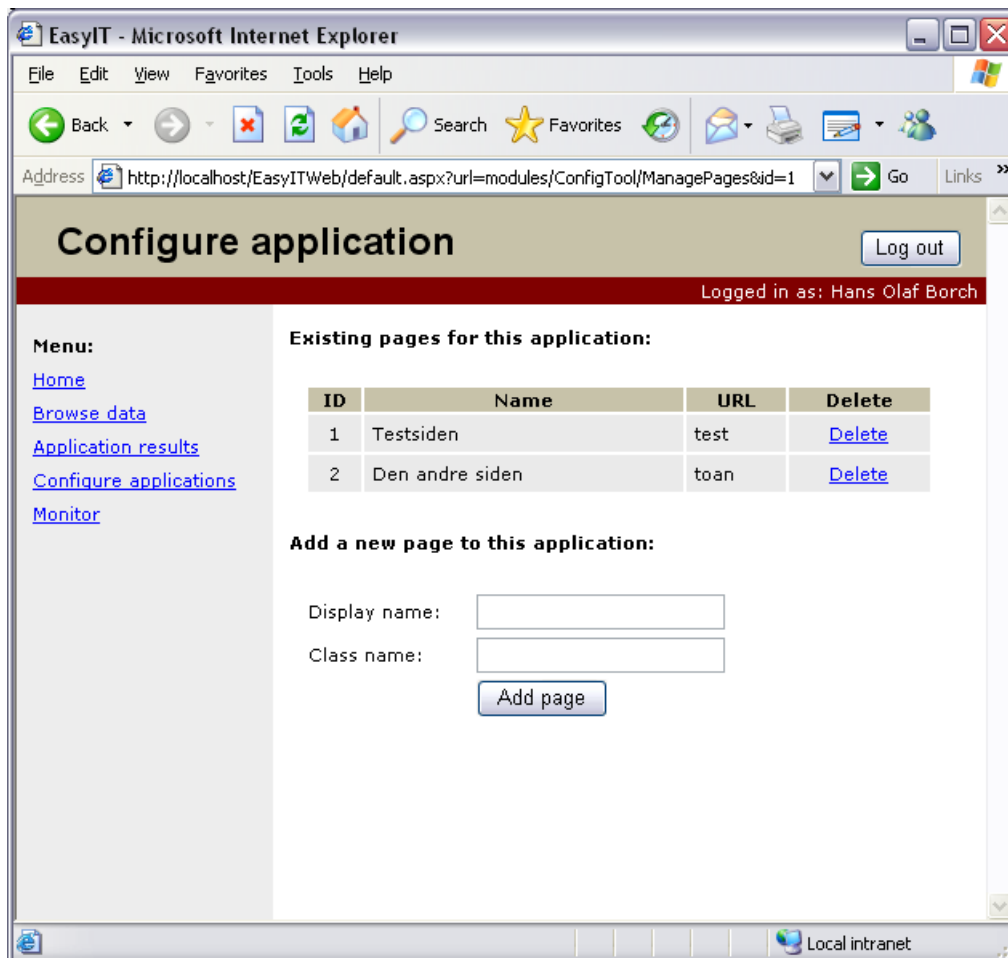 EasyIT - Microsoft Internet Explorer
File Edit View Favorites Tools Help
Back Search Favorites
Address http://localhost/EasyITWeb/default.aspx?url=modules/ConfigTool/ManagePages&id=1 Go Links »
Configure application
Log out
Logged in as: Hans Olaf Borch
Menu:
Home
Browse data
Application results
Configure applications
Monitor
Existing pages for this application:
ID Name URL Delete
1 Testsiden test Delete
2 Den andre siden toan Delete
Add a new page to this application:
Display name:
Class name:
Add page
Local intranet